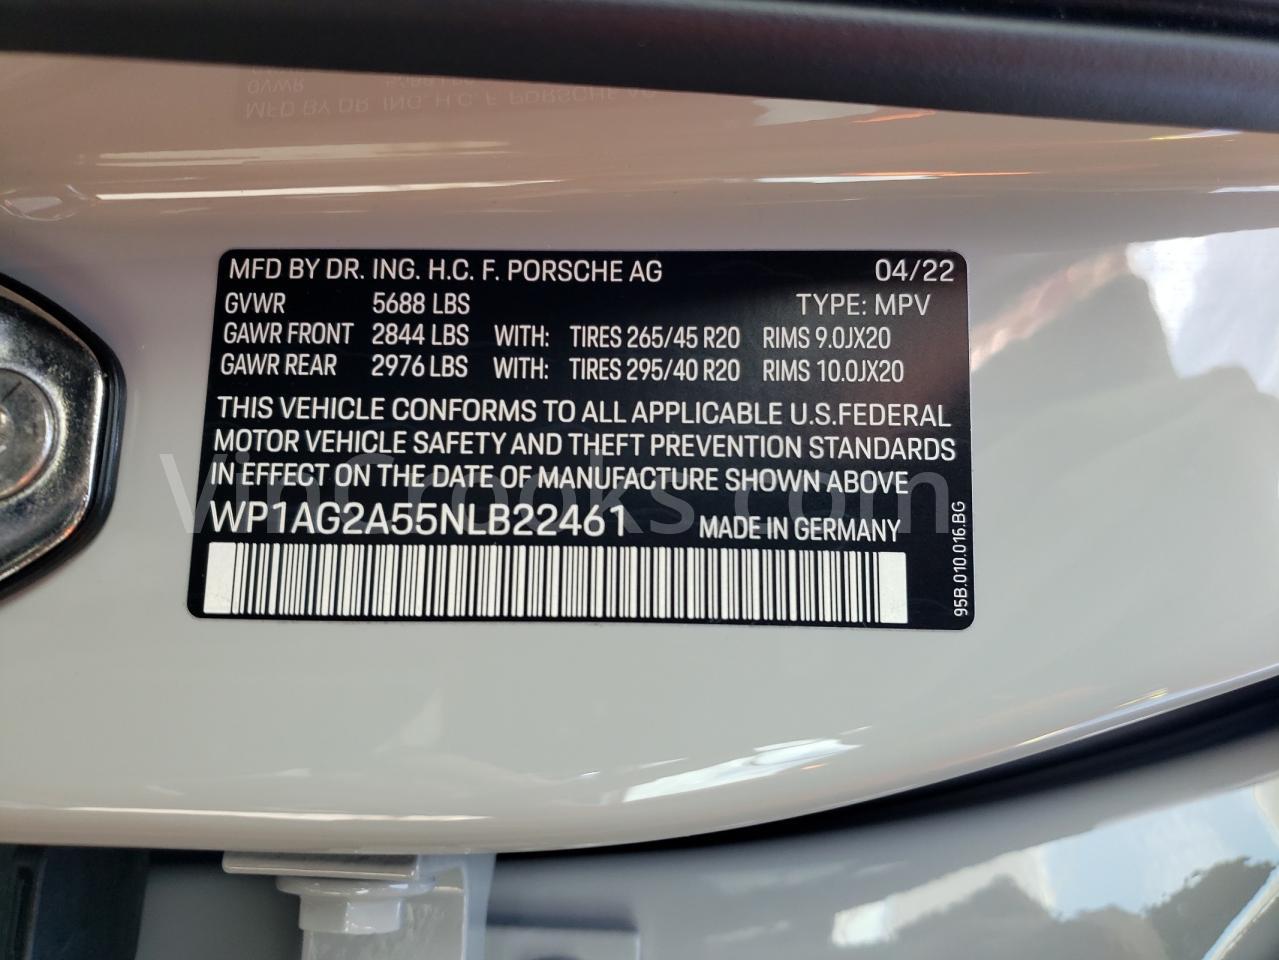 MFD BY DR. ING. H.C. F. PORSCHE AG 04/22
GVWR 5688 LBS TYPE: MPV
GAWR FRONT 2844 LBS WITH: TIRES 265/45 R20 RIMS 9.0JX20
GAWR REAR 2976 LBS WITH: TIRES 295/40 R20 RIMS 10.0JX20
THIS VEHICLE CONFORMS TO ALL APPLICABLE U.S.FEDERAL
MOTOR VEHICLE SAFETY AND THEFT PREVENTION STANDARDS
IN EFFECT ON THE DATE OF MANUFACTURE SHOWN ABOVE
WP1AG2A55NLB22461 MADE IN GERMANY
95B.010.016.BG
VinCrooks.com